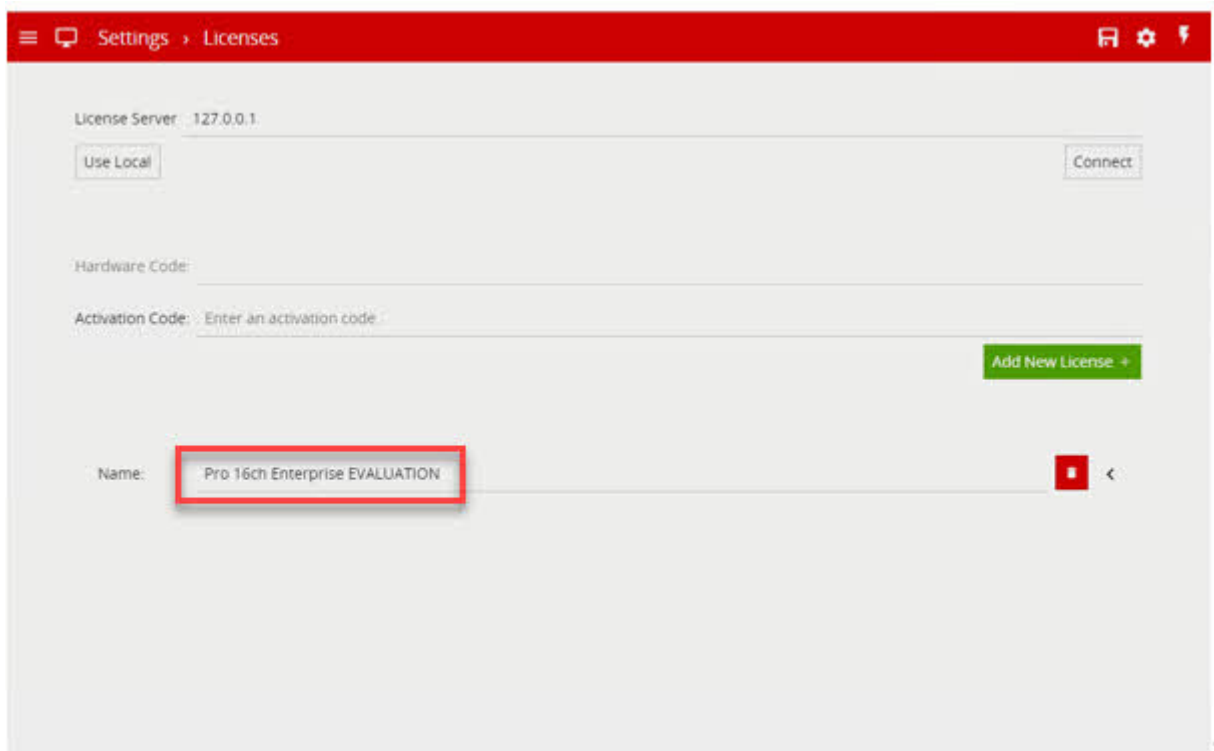 Settings › Licenses
License Server 127.0.0.1
Use Local Connect
Hardware Code:
Activation Code: Enter an activation code
Add New License +
Name: Pro 16ch Enterprise EVALUATION